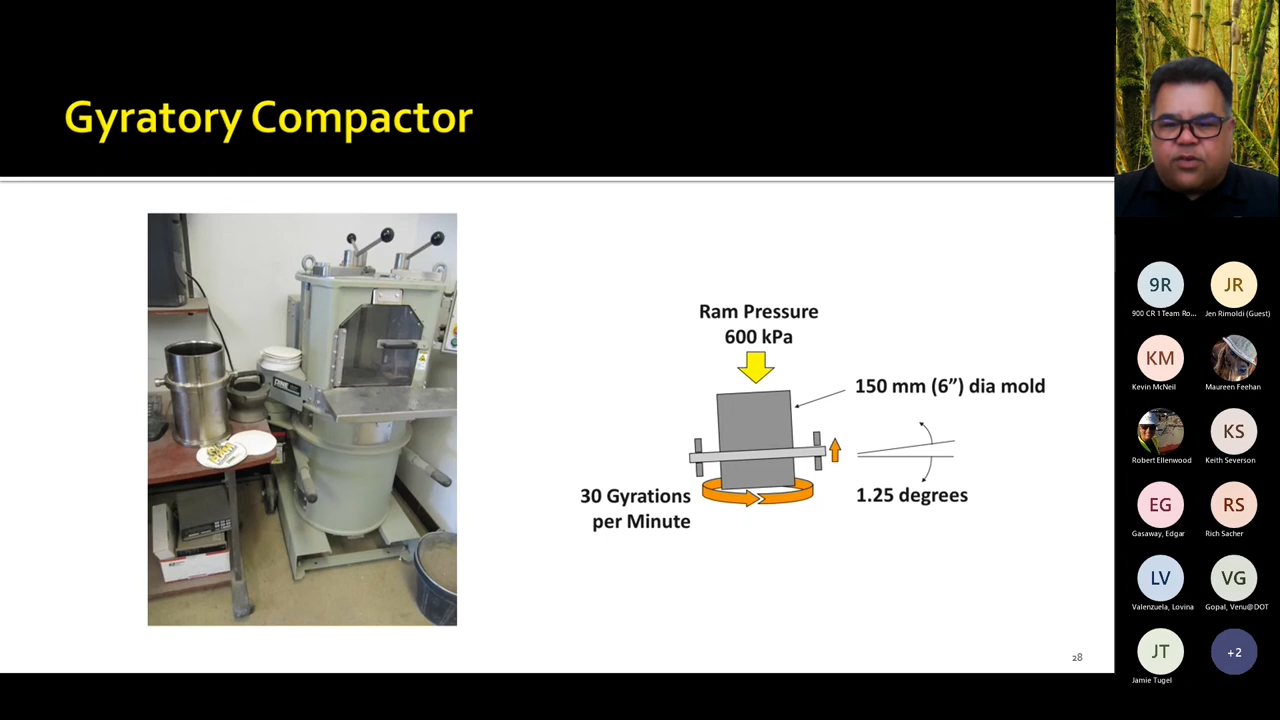 Gyratory Compactor
Ram Pressure
600 kPa
150 mm (6”) dia mold
30 Gyrations
per Minute
1.25 degrees
28
9R
JR
900 CR 1 Team Ro...
Jen Rimoldi (Guest)
KM
Kevin McNeil
Maureen Feehan
KS
Robert Ellenwood
Keith Severson
EG
RS
Gasaway, Edgar
Rich Sacher
LV
VG
Valenzuela, Lovina
Gopal, Venu@DOT
JT
+2
Jamie Tugel